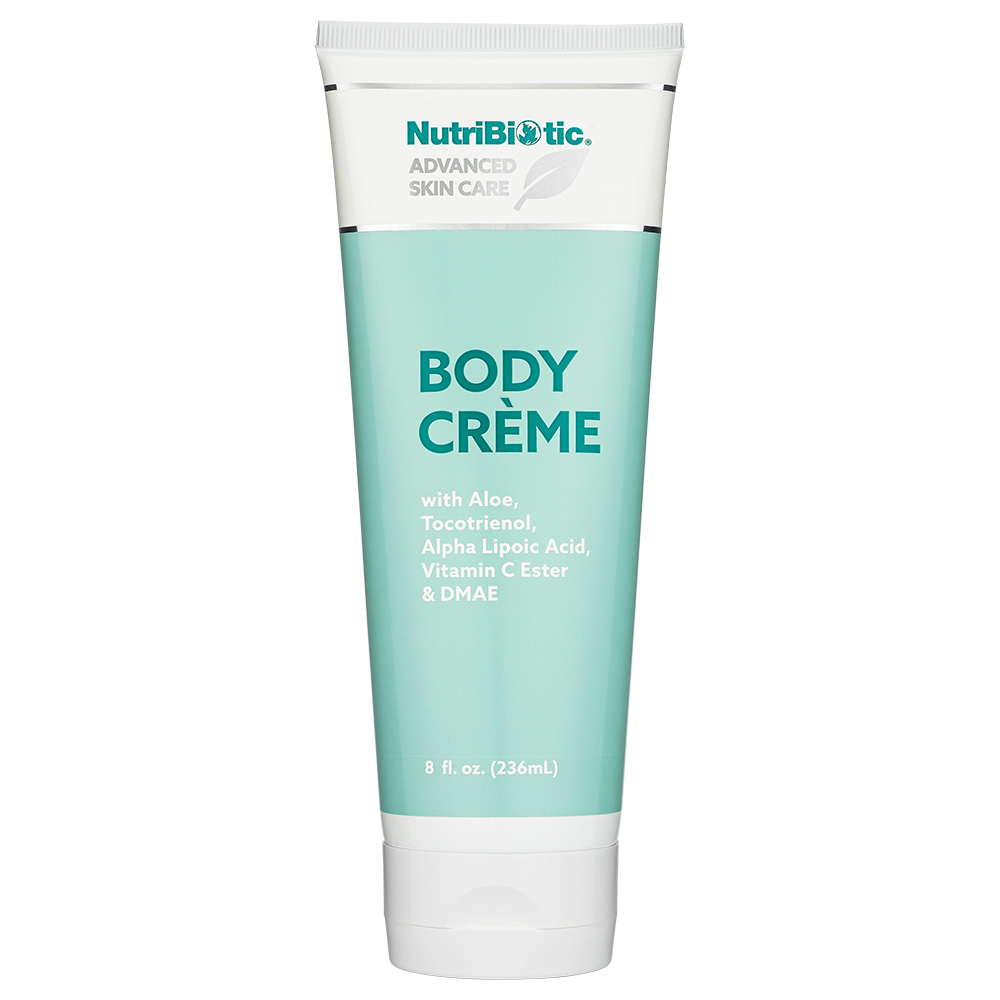 NutriBiotic®
ADVANCED
SKIN CARE
BODY
CRÈME
with Aloe,
Tocotrienol,
Alpha Lipoic Acid,
Vitamin C Ester
& DMAE
8 fl. oz. (236mL)